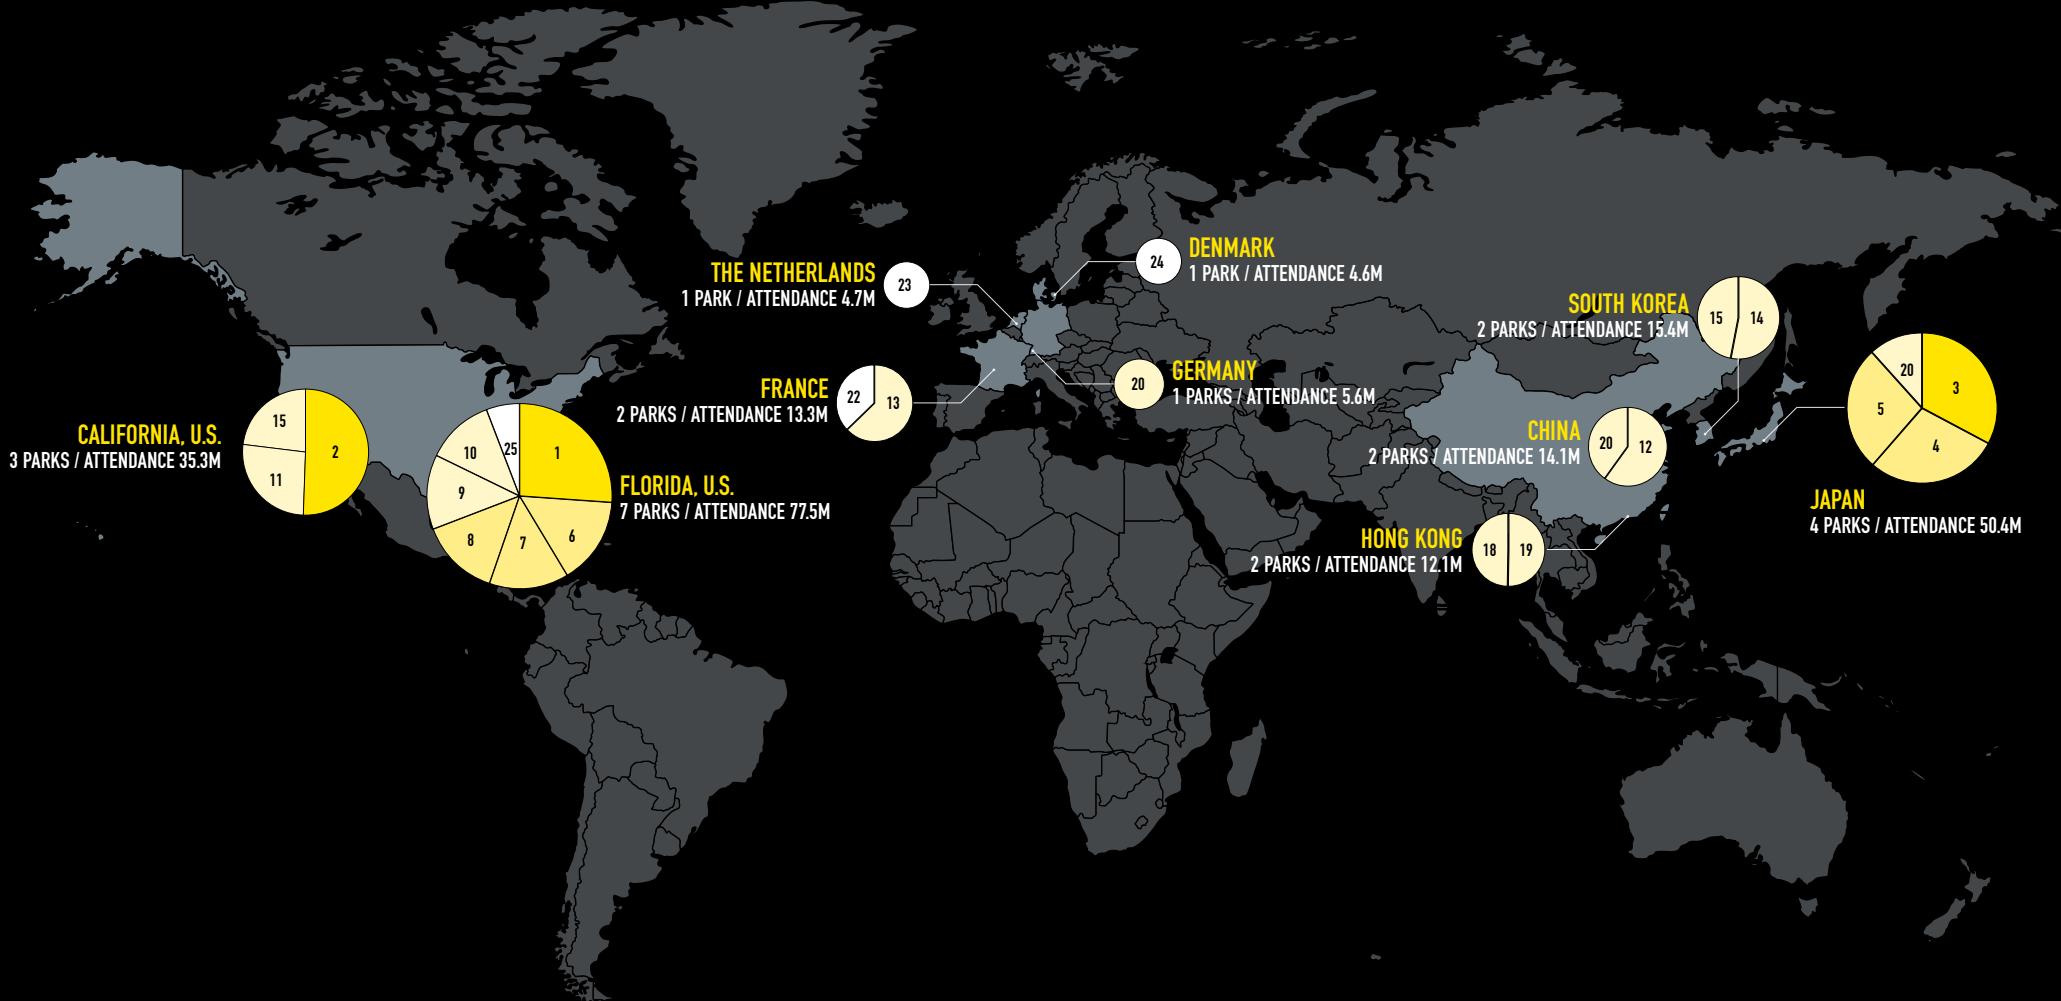 THE NETHERLANDS
1 PARK / ATTENDANCE 4.7M
23
24
DENMARK
1 PARK / ATTENDANCE 4.6M
SOUTH KOREA
2 PARKS / ATTENDANCE 15.4M
15
14
FRANCE
2 PARKS / ATTENDANCE 13.3M
22
13
20
GERMANY
1 PARKS / ATTENDANCE 5.6M
20
3
5
4
JAPAN
4 PARKS / ATTENDANCE 50.4M
CALIFORNIA, U.S.
3 PARKS / ATTENDANCE 35.3M
15
2
11
10
25
1
9
8
7
6
FLORIDA, U.S.
7 PARKS / ATTENDANCE 77.5M
CHINA
2 PARKS / ATTENDANCE 14.1M
20
12
HONG KONG
2 PARKS / ATTENDANCE 12.1M
18
19